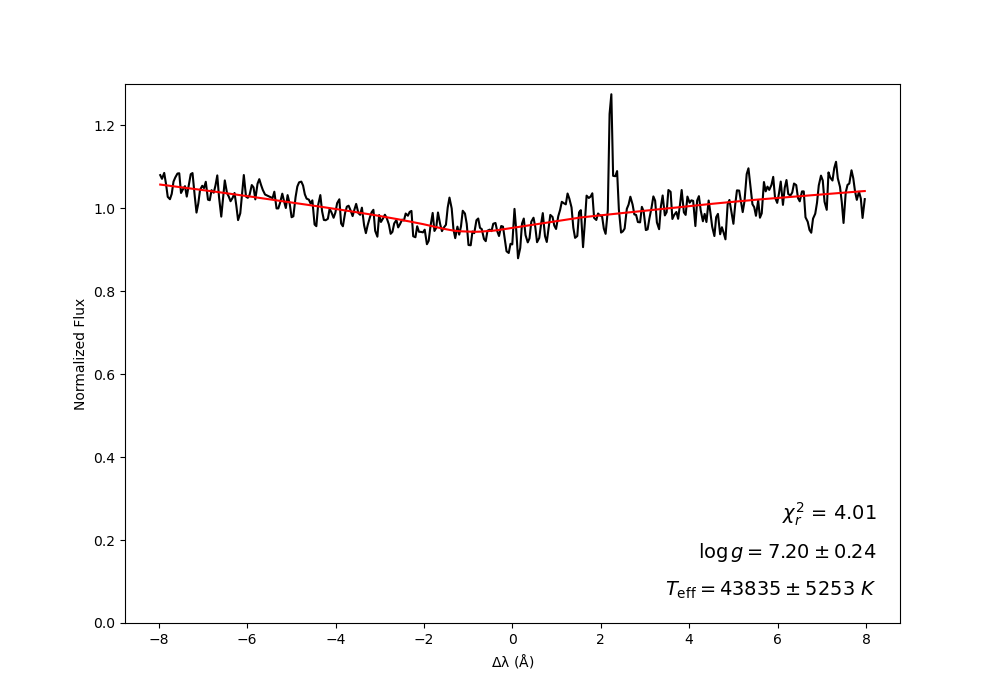 1.2
1.0
0.8
0.6
0.4
0.2
0.0
Normalized Flux
χ²ᵣ = 4.01
log g = 7.20 ± 0.24
T_eff = 43835 ± 5253 K
−8 −6 −4 −2 0 2 4 6 8
Δλ (Å)